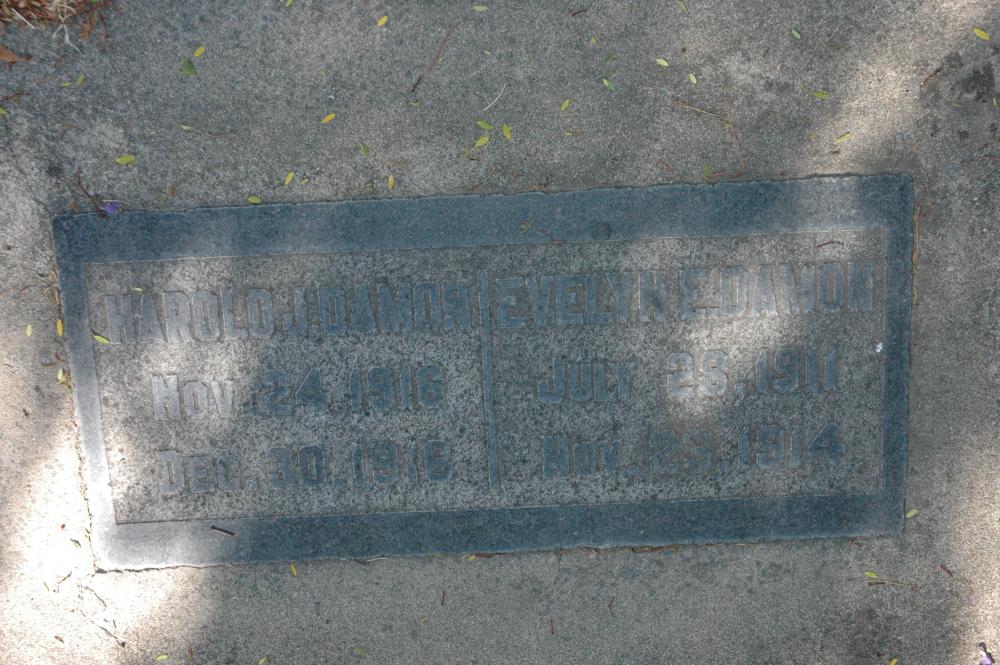 HAROLD J. DAMON
NOV. 24, 1916
DEC. 30, 1916
EVELYN E. DAMON
JULY 28, 1911
NOV. 23, 1914